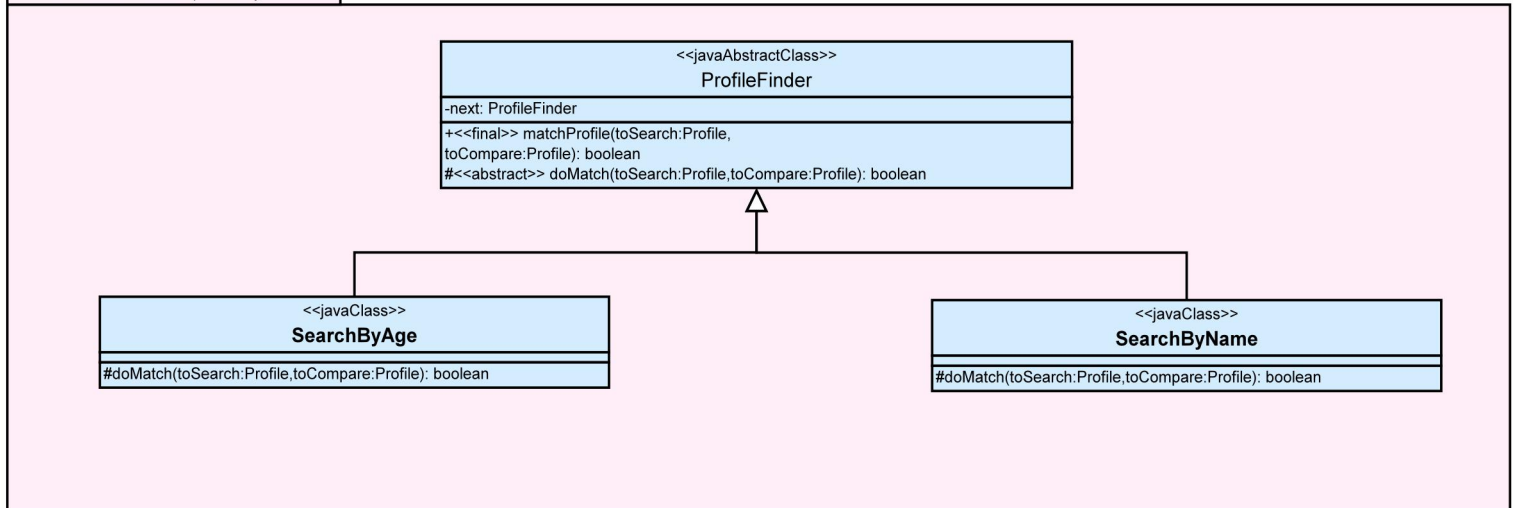 <<javaAbstractClass>>
ProfileFinder
-next: ProfileFinder
+<<final>> matchProfile(toSearch:Profile,
toCompare:Profile): boolean
#<<abstract>> doMatch(toSearch:Profile,toCompare:Profile): boolean
<<javaClass>>
SearchByAge
#doMatch(toSearch:Profile,toCompare:Profile): boolean
<<javaClass>>
SearchByName
#doMatch(toSearch:Profile,toCompare:Profile): boolean